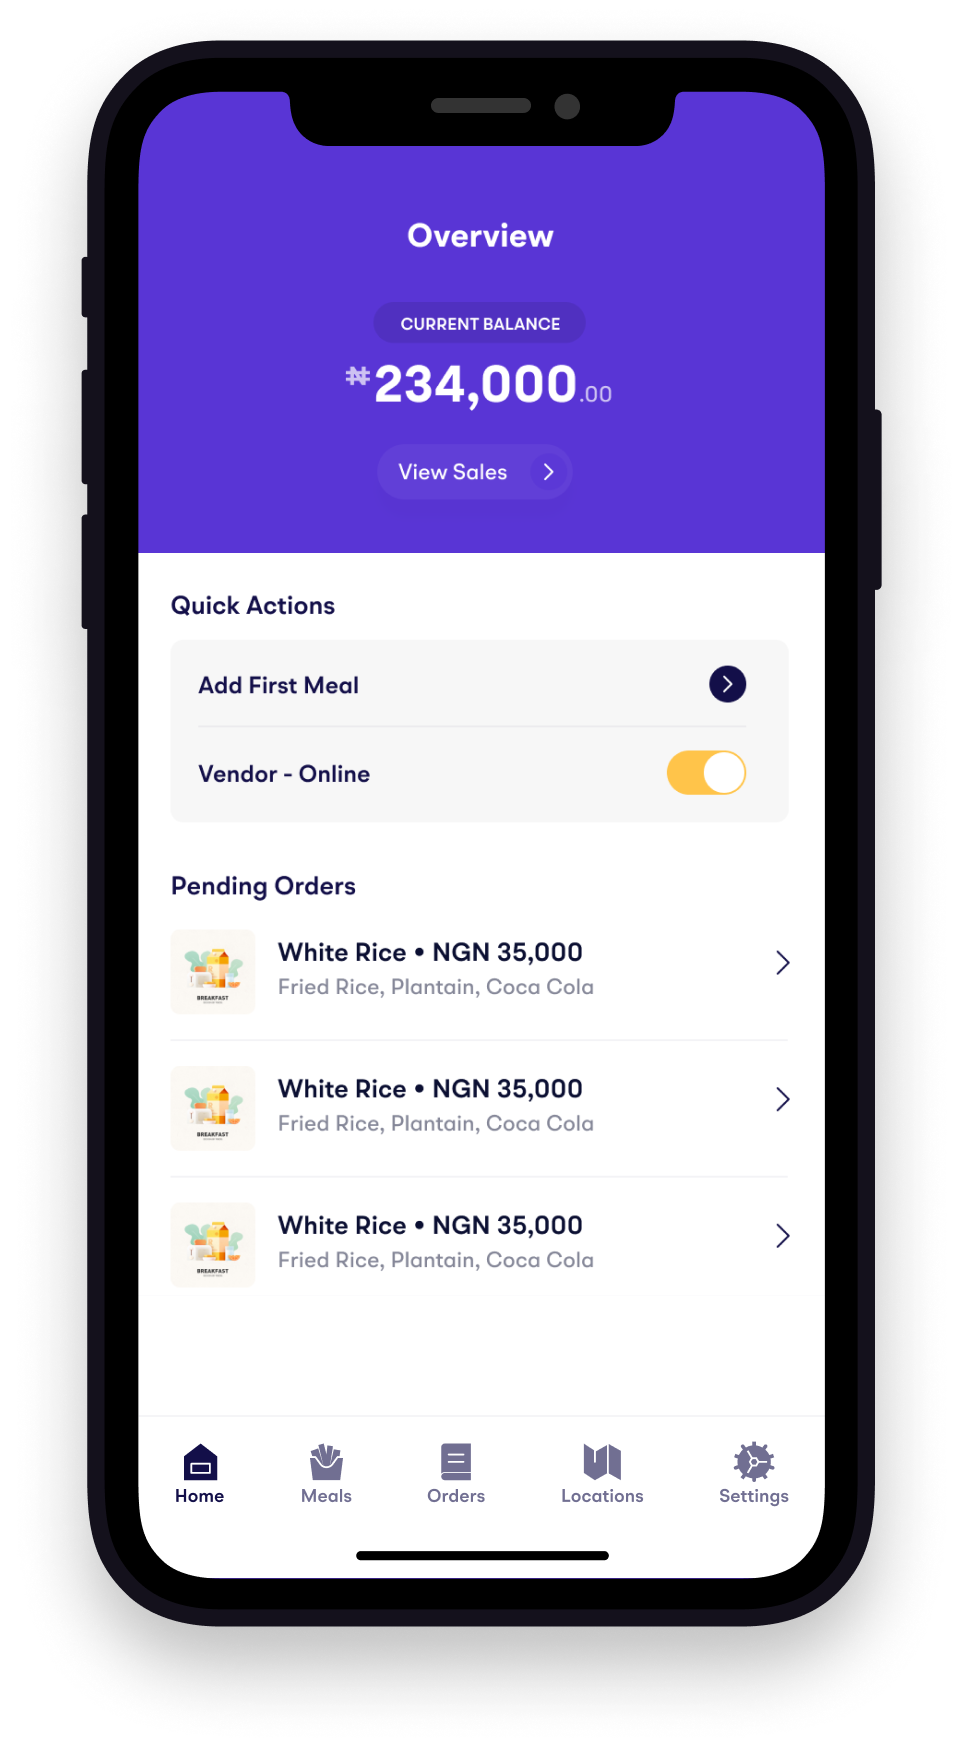 Overview
CURRENT BALANCE
₦234,000.00
View Sales
Quick Actions
Add First Meal
Vendor - Online
Pending Orders
White Rice • NGN 35,000
Fried Rice, Plantain, Coca Cola
BREAKFAST
White Rice • NGN 35,000
Fried Rice, Plantain, Coca Cola
BREAKFAST
White Rice • NGN 35,000
Fried Rice, Plantain, Coca Cola
BREAKFAST
Home Meals Orders Locations Settings